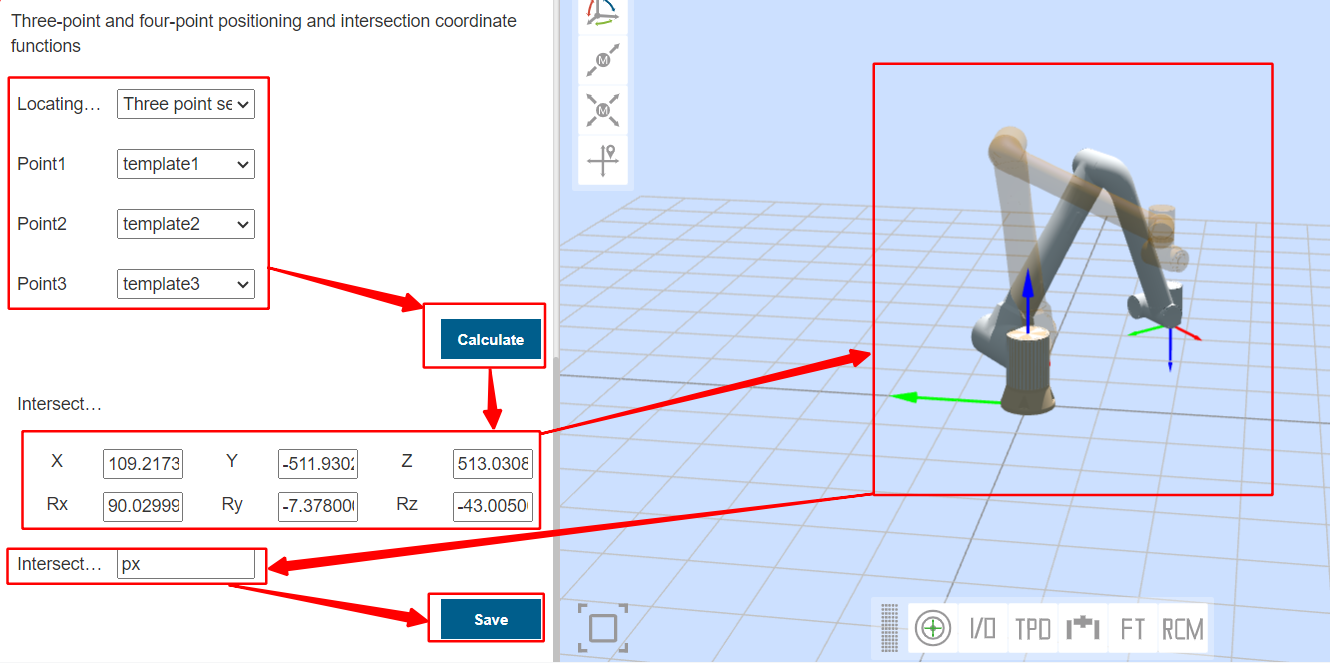 Three-point and four-point positioning and intersection coordinate
functions
Locating… Three point se
Point1 template1
Point2 template2
Point3 template3
Calculate
Intersect…
X 109.2173 Y -511.930 Z 513.0308
Rx 90.02999 Ry -7.37800 Rz -43.0050
Intersect… px
Save
M
M
I/O TPD FT RCM